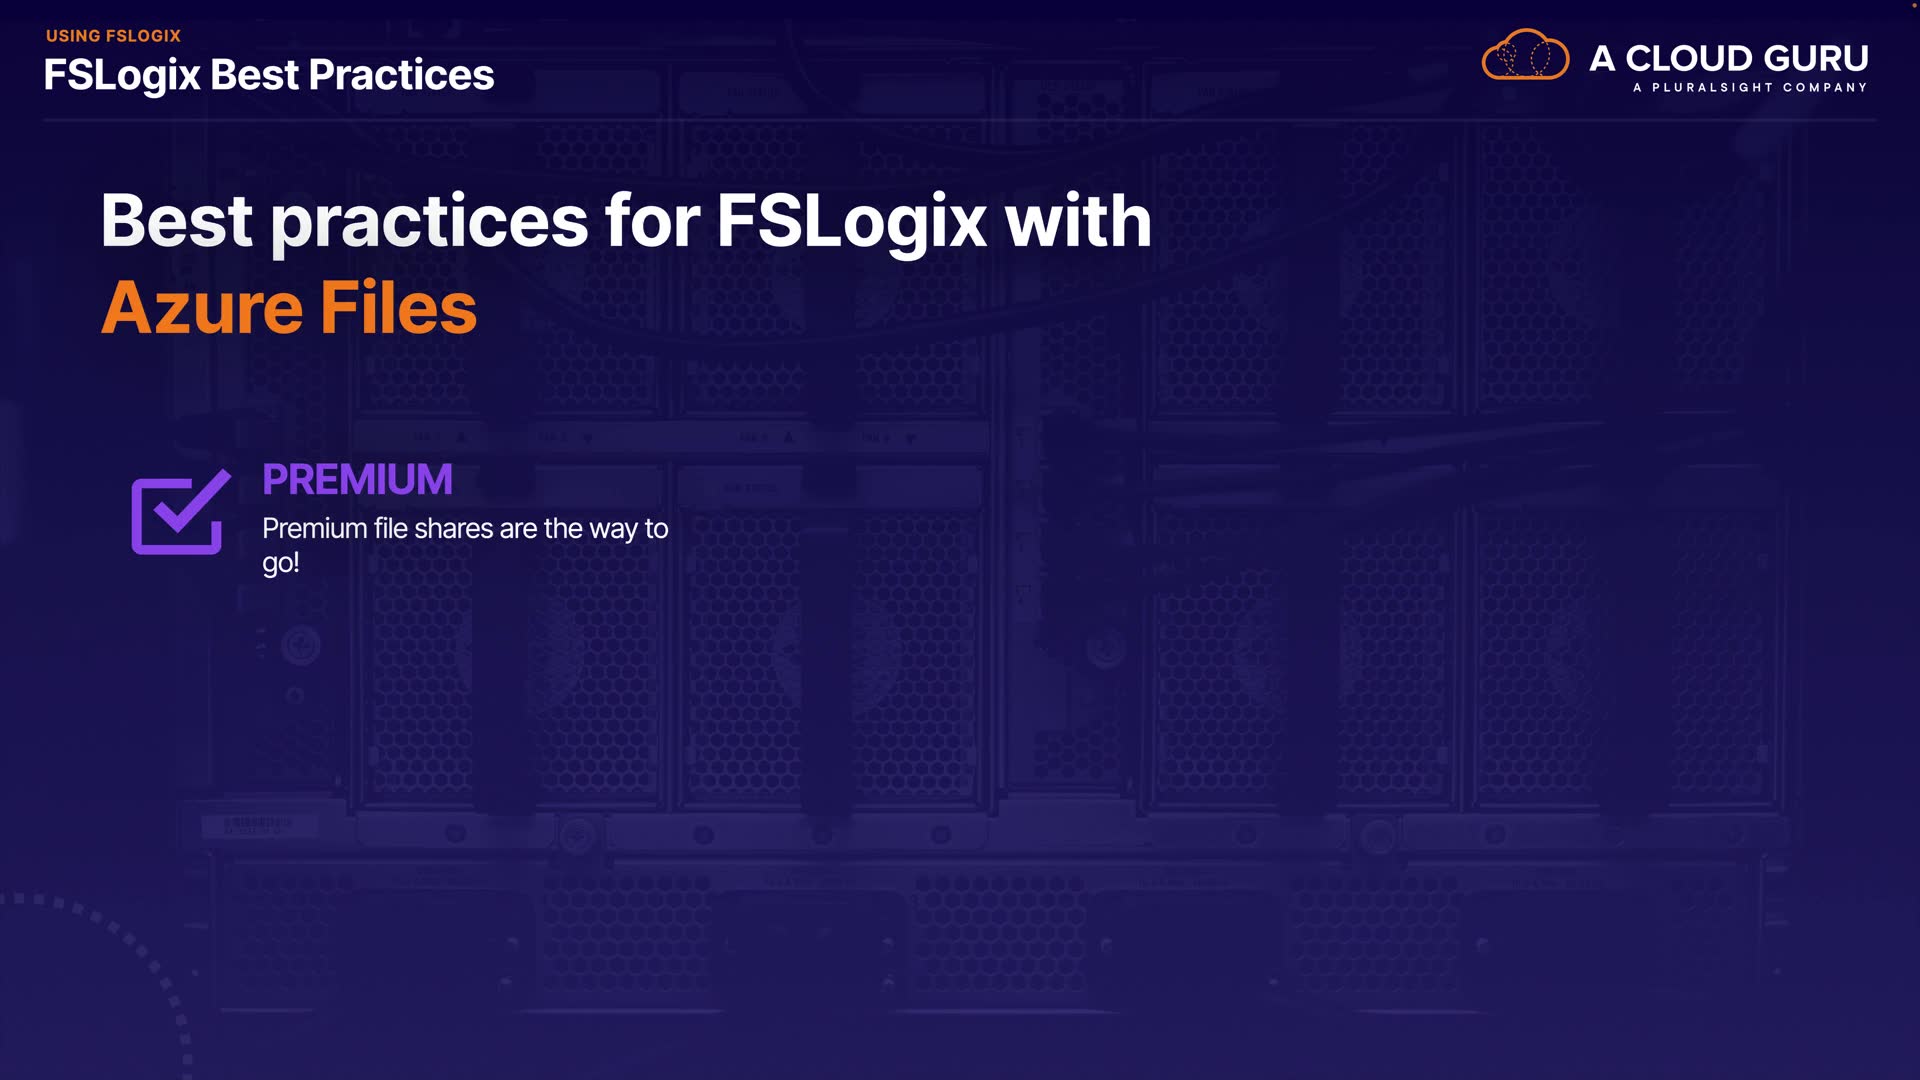 USING FSLOGIX
FSLogix Best Practices
A CLOUD GURU
A PLURALSIGHT COMPANY
Best practices for FSLogix with
Azure Files
PREMIUM
Premium file shares are the way to
go!